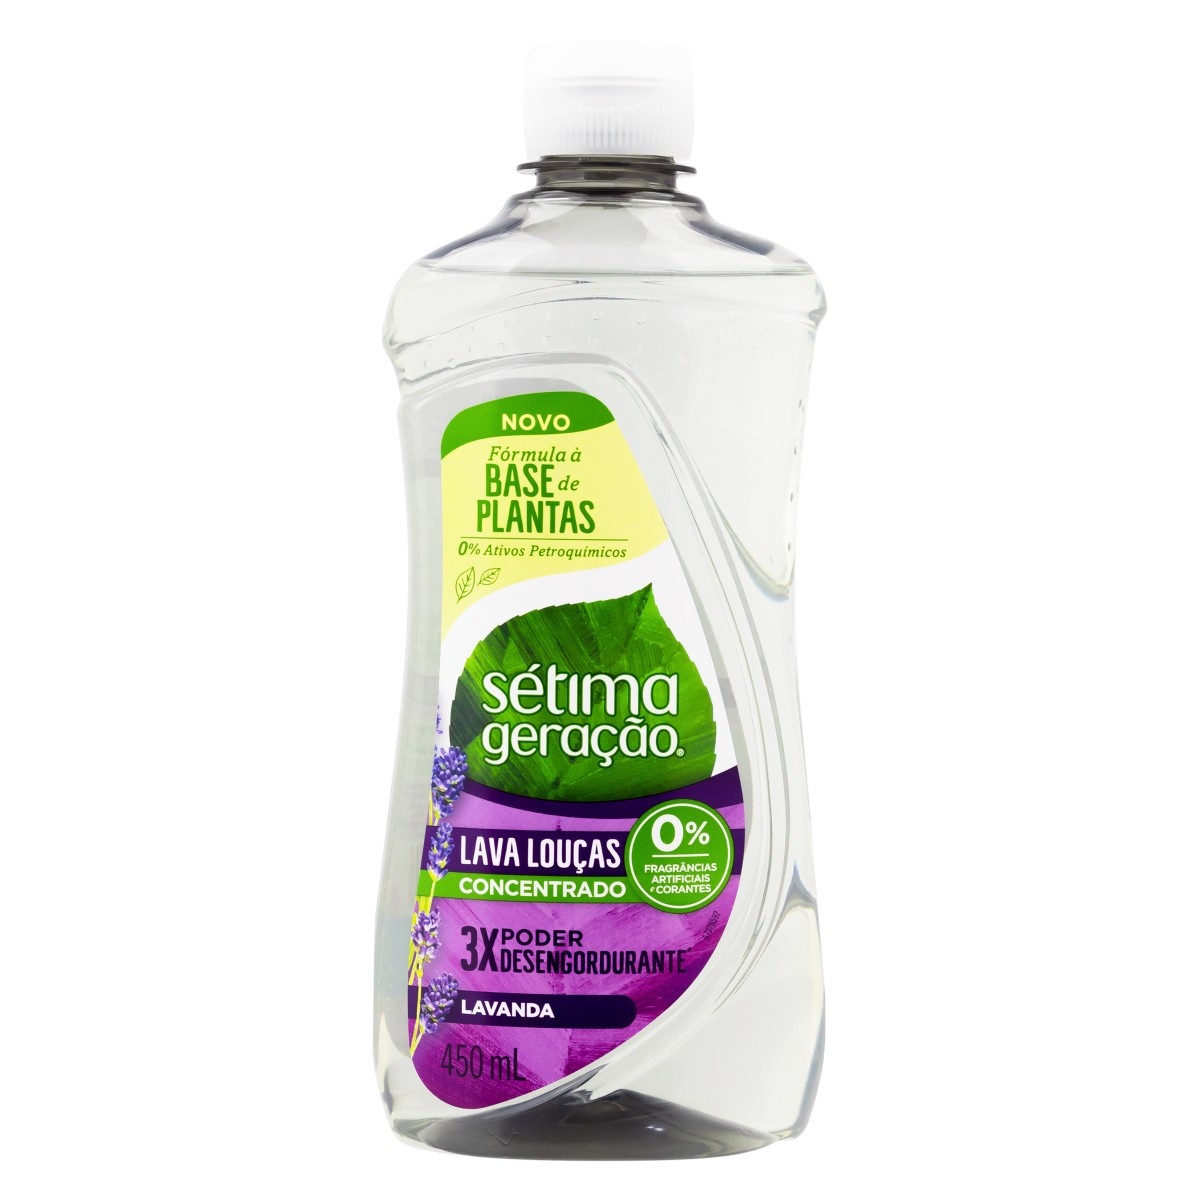 NOVO
Fórmula à
BASE de
PLANTAS
0% Ativos Petroquímicos
sétima
geração®
LAVA LOUÇAS
CONCENTRADO
0%
FRAGRÂNCIAS
ARTIFICIAIS
e CORANTES
3X PODER
DESENGORDURANTE*
LAVANDA
450 mL